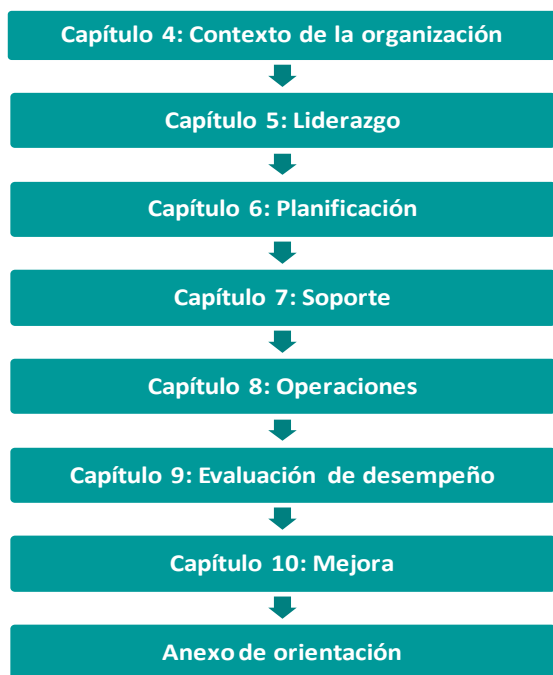 Capítulo 4: Contexto de la organización
Capítulo 5: Liderazgo
Capítulo 6: Planificación
Capítulo 7: Soporte
Capítulo 8: Operaciones
Capítulo 9: Evaluación de desempeño
Capítulo 10: Mejora
Anexo de orientación